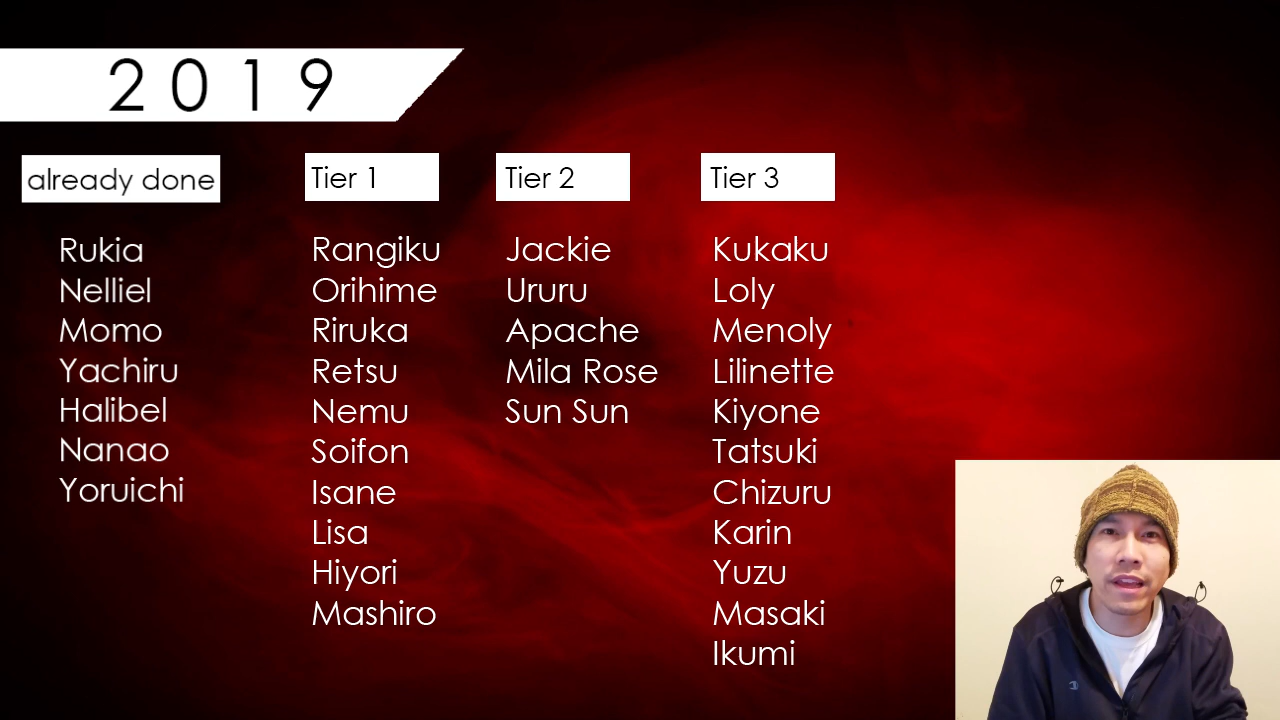 2019
already done
Rukia
Nelliel
Momo
Yachiru
Halibel
Nanao
Yoruichi
Tier 1
Rangiku
Orihime
Riruka
Retsu
Nemu
Soifon
Isane
Lisa
Hiyori
Mashiro
Tier 2
Jackie
Ururu
Apache
Mila Rose
Sun Sun
Tier 3
Kukaku
Loly
Menoly
Lilinette
Kiyone
Tatsuki
Chizuru
Karin
Yuzu
Masaki
Ikumi